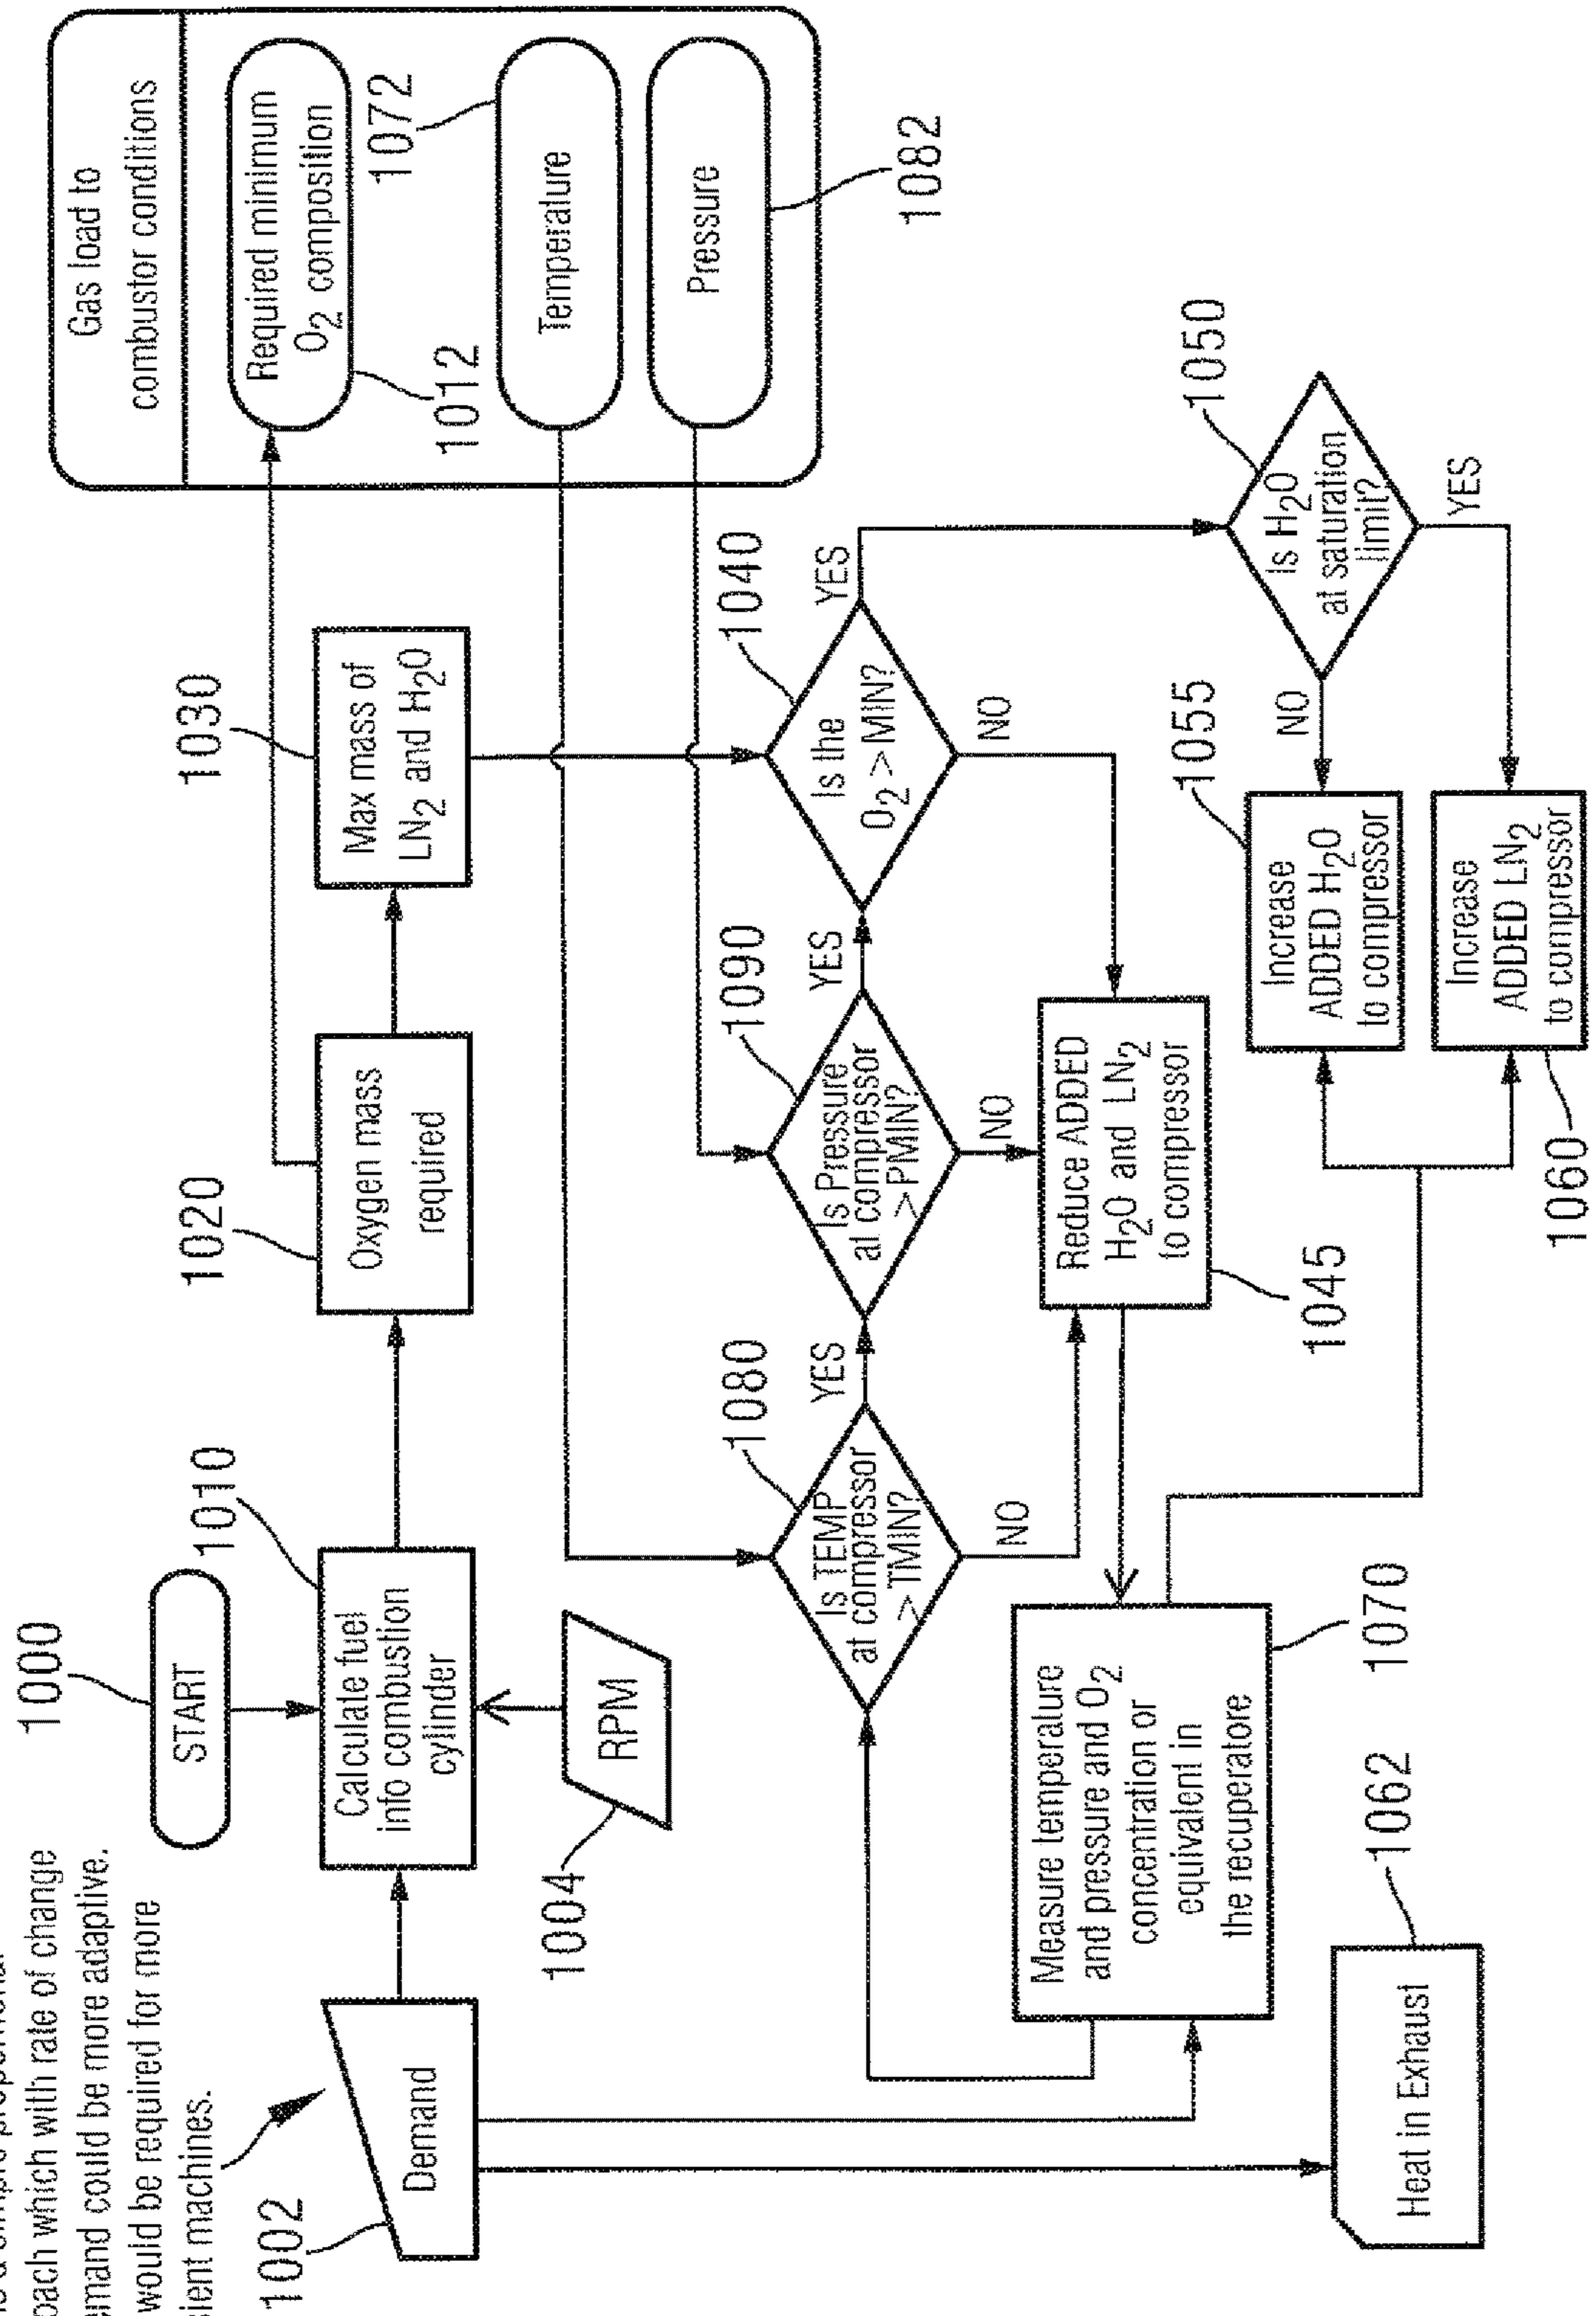 is a simple proportional
oach which with rate of change
emand could be more adaptive.
would be required for more
sient machines.
1000
START
1002
Demand
1010
Calculate fuel
into combustion
cylinder
1004
RPM
1020
Oxygen mass
required
1030
Max mass of
LN2 and H2O
Gas load to
combustor conditions
Required minimum
O2 composition
1012
1072
Temperature
Pressure
1082
1080
Is TEMP
at compressor
> TMIN?
YES
NO
1090
Is Pressure
at compressor
>PMIN?
YES
NO
1040
Is the
O2 >MIN?
YES
NO
Measure temperature
and pressure and O2
concentration or
equivalent in
the recuperator
1070
Reduce ADDED
H2O and LN2
to compressor
1045
1050
Is H2O
at saturation
limit?
NO
YES
1055
Increase
ADDED H2O
to compressor
Increase
ADDED LN2
to compressor
1060
Heat in Exhaust
1062